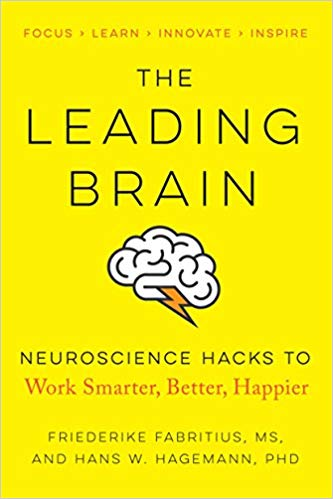 FOCUS > LEARN > INNOVATE > INSPIRE
THE
LEADING
BRAIN
NEUROSCIENCE HACKS TO
Work Smarter, Better, Happier
FRIEDERIKE FABRITIUS, MS,
AND HANS W. HAGEMANN, PHD